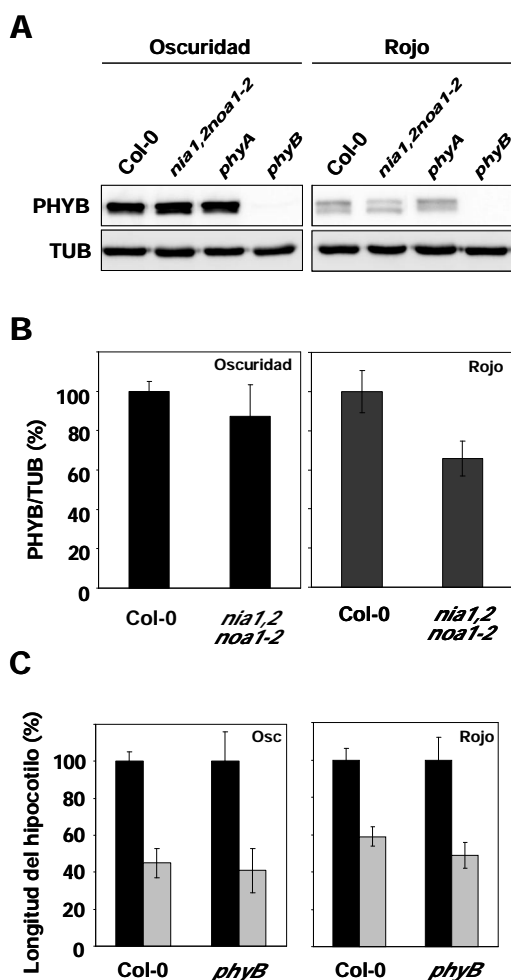 A
Oscuridad
Rojo
Col-0 nia1,2noa1-2 phyA phyB
Col-0 nia1,2noa1-2 phyA phyB
PHYB
TUB
B
PHYB/TUB (%)
Oscuridad
Rojo
100
80
60
40
20
0
Col-0
nia1,2
noa1-2
Col-0
nia1,2
noa1-2
C
Longitud del hipocotilo (%)
Osc
Rojo
100
80
60
40
20
0
Col-0 phyB
Col-0 phyB